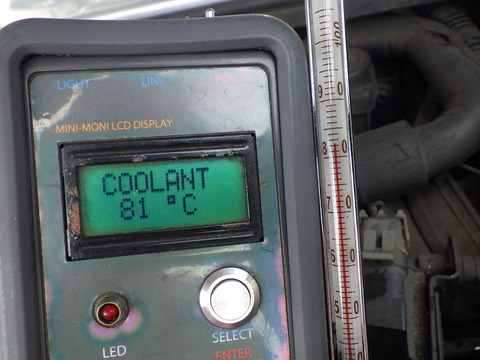 LIGHT LINK POWER
MINI-MONI LCD DISPLAY
COOLANT
81 °C
SELECT
LED
ENTER
100
90
80
70
60
50